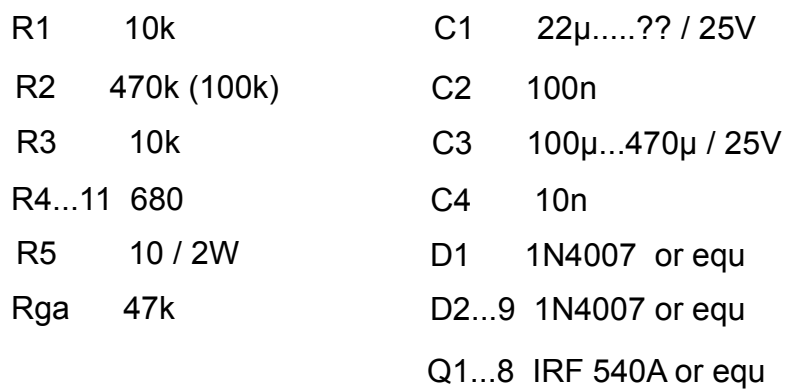 R1 10k
R2 470k (100k)
R3 10k
R4...11 680
R5 10 / 2W
Rga 47k
C1 22µ.....?? / 25V
C2 100n
C3 100µ...470µ / 25V
C4 10n
D1 1N4007 or equ
D2...9 1N4007 or equ
Q1...8 IRF 540A or equ